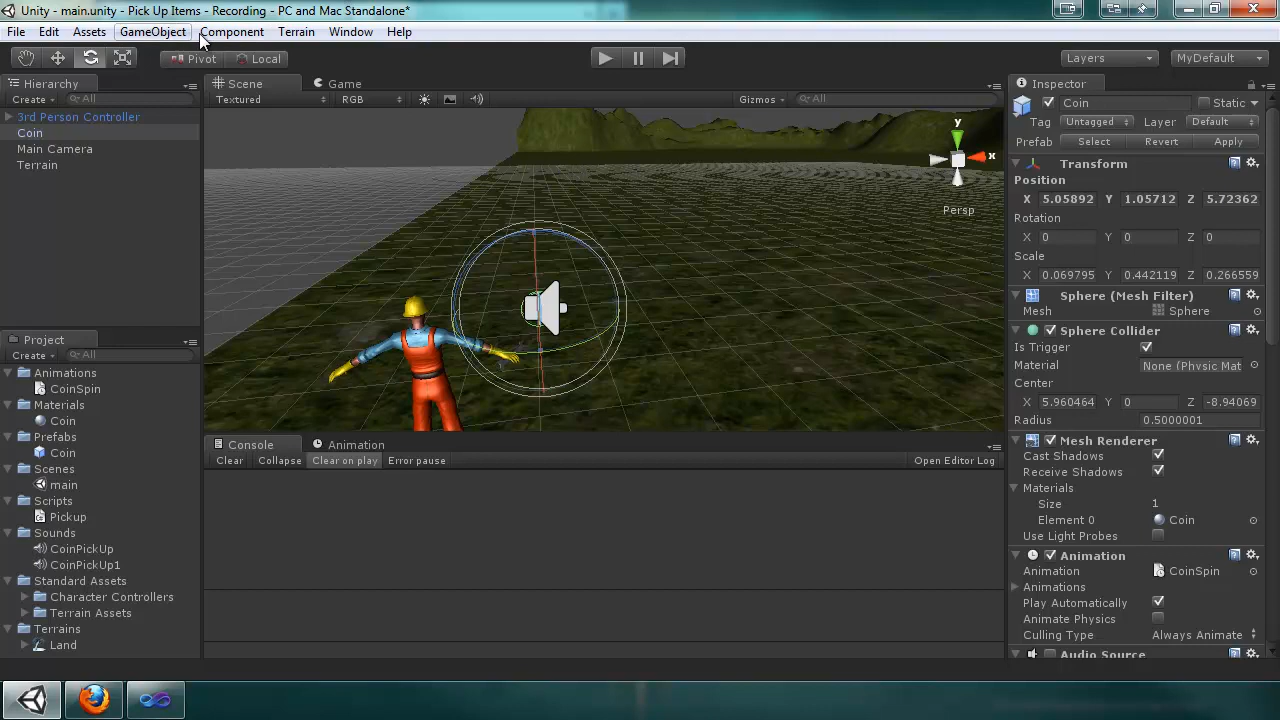 Unity - main.unity - Pick Up Items - Recording - PC and Mac Standalone*
File Edit Assets GameObject Component Terrain Window Help
Pivot Local Layers MyDefault
Hierarchy
Create All
3rd Person Controller
Coin
Main Camera
Terrain
Project
Create All
Animations
CoinSpin
Materials
Coin
Prefabs
Coin
Scenes
main
Scripts
Pickup
Sounds
CoinPickUp
CoinPickUp1
Standard Assets
Character Controllers
Terrain Assets
Terrains
Land
Scene Game
Textured RGB Gizmos All
y
x
Persp
Console Animation
Clear Collapse Clear on play Error pause Open Editor Log
Inspector
Coin Static
Tag Untagged Layer Default
Prefab Select Revert Apply
Transform
Position
X 5.05892 Y 1.05712 Z 5.72362
Rotation
X 0 Y 0 Z 0
Scale
X 0.069795 Y 0.442119 Z 0.266559
Sphere (Mesh Filter)
Mesh Sphere
Sphere Collider
Is Trigger
Material None (Physic Mat
Center
X 5.960464 Y 0 Z -8.94069
Radius 0.5000001
Mesh Renderer
Cast Shadows
Receive Shadows
Materials
Size 1
Element 0 Coin
Use Light Probes
Animation
Animation CoinSpin
Animations
Play Automatically
Animate Physics
Culling Type Always Animate
Audio Source